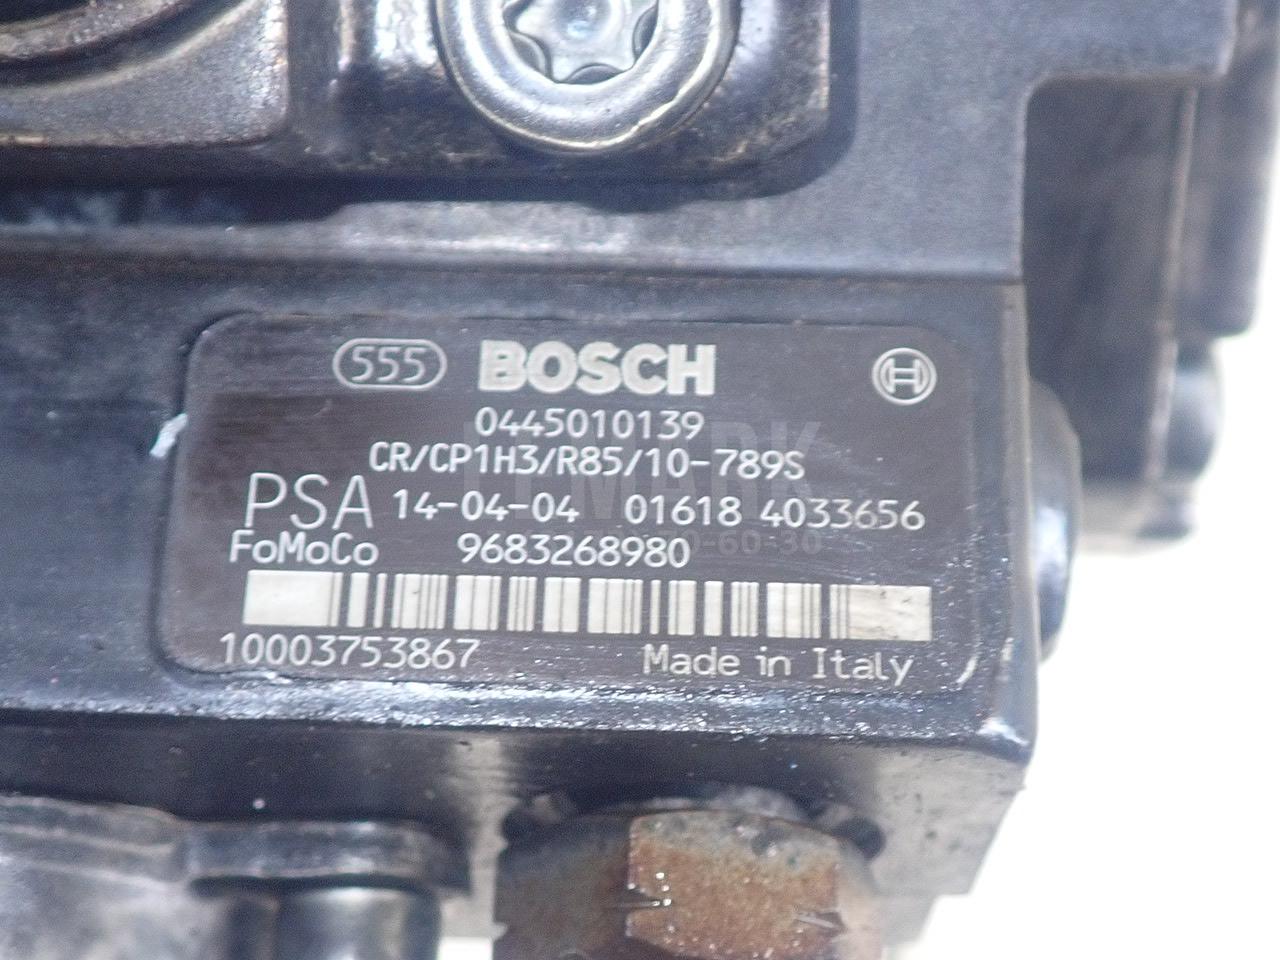 555 BOSCH
0445010139
CR/CP1H3/R85/10-789S
PSA 14-04-04 01618 4033656
FoMoCo 9683268980
10003753867 Made in Italy